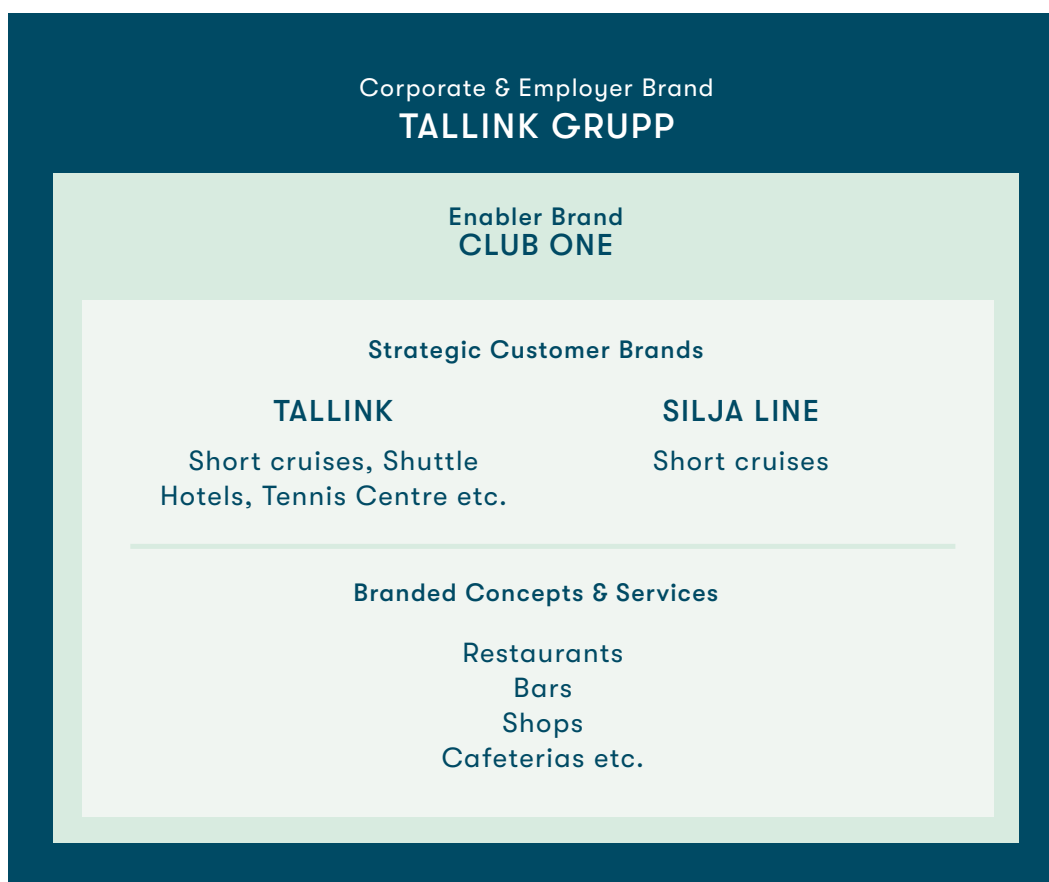 Corporate & Employer Brand
TALLINK GRUPP
Enabler Brand
CLUB ONE
Strategic Customer Brands
TALLINK
Short cruises, Shuttle
Hotels, Tennis Centre etc.
SILJA LINE
Short cruises
Branded Concepts & Services
Restaurants
Bars
Shops
Cafeterias etc.